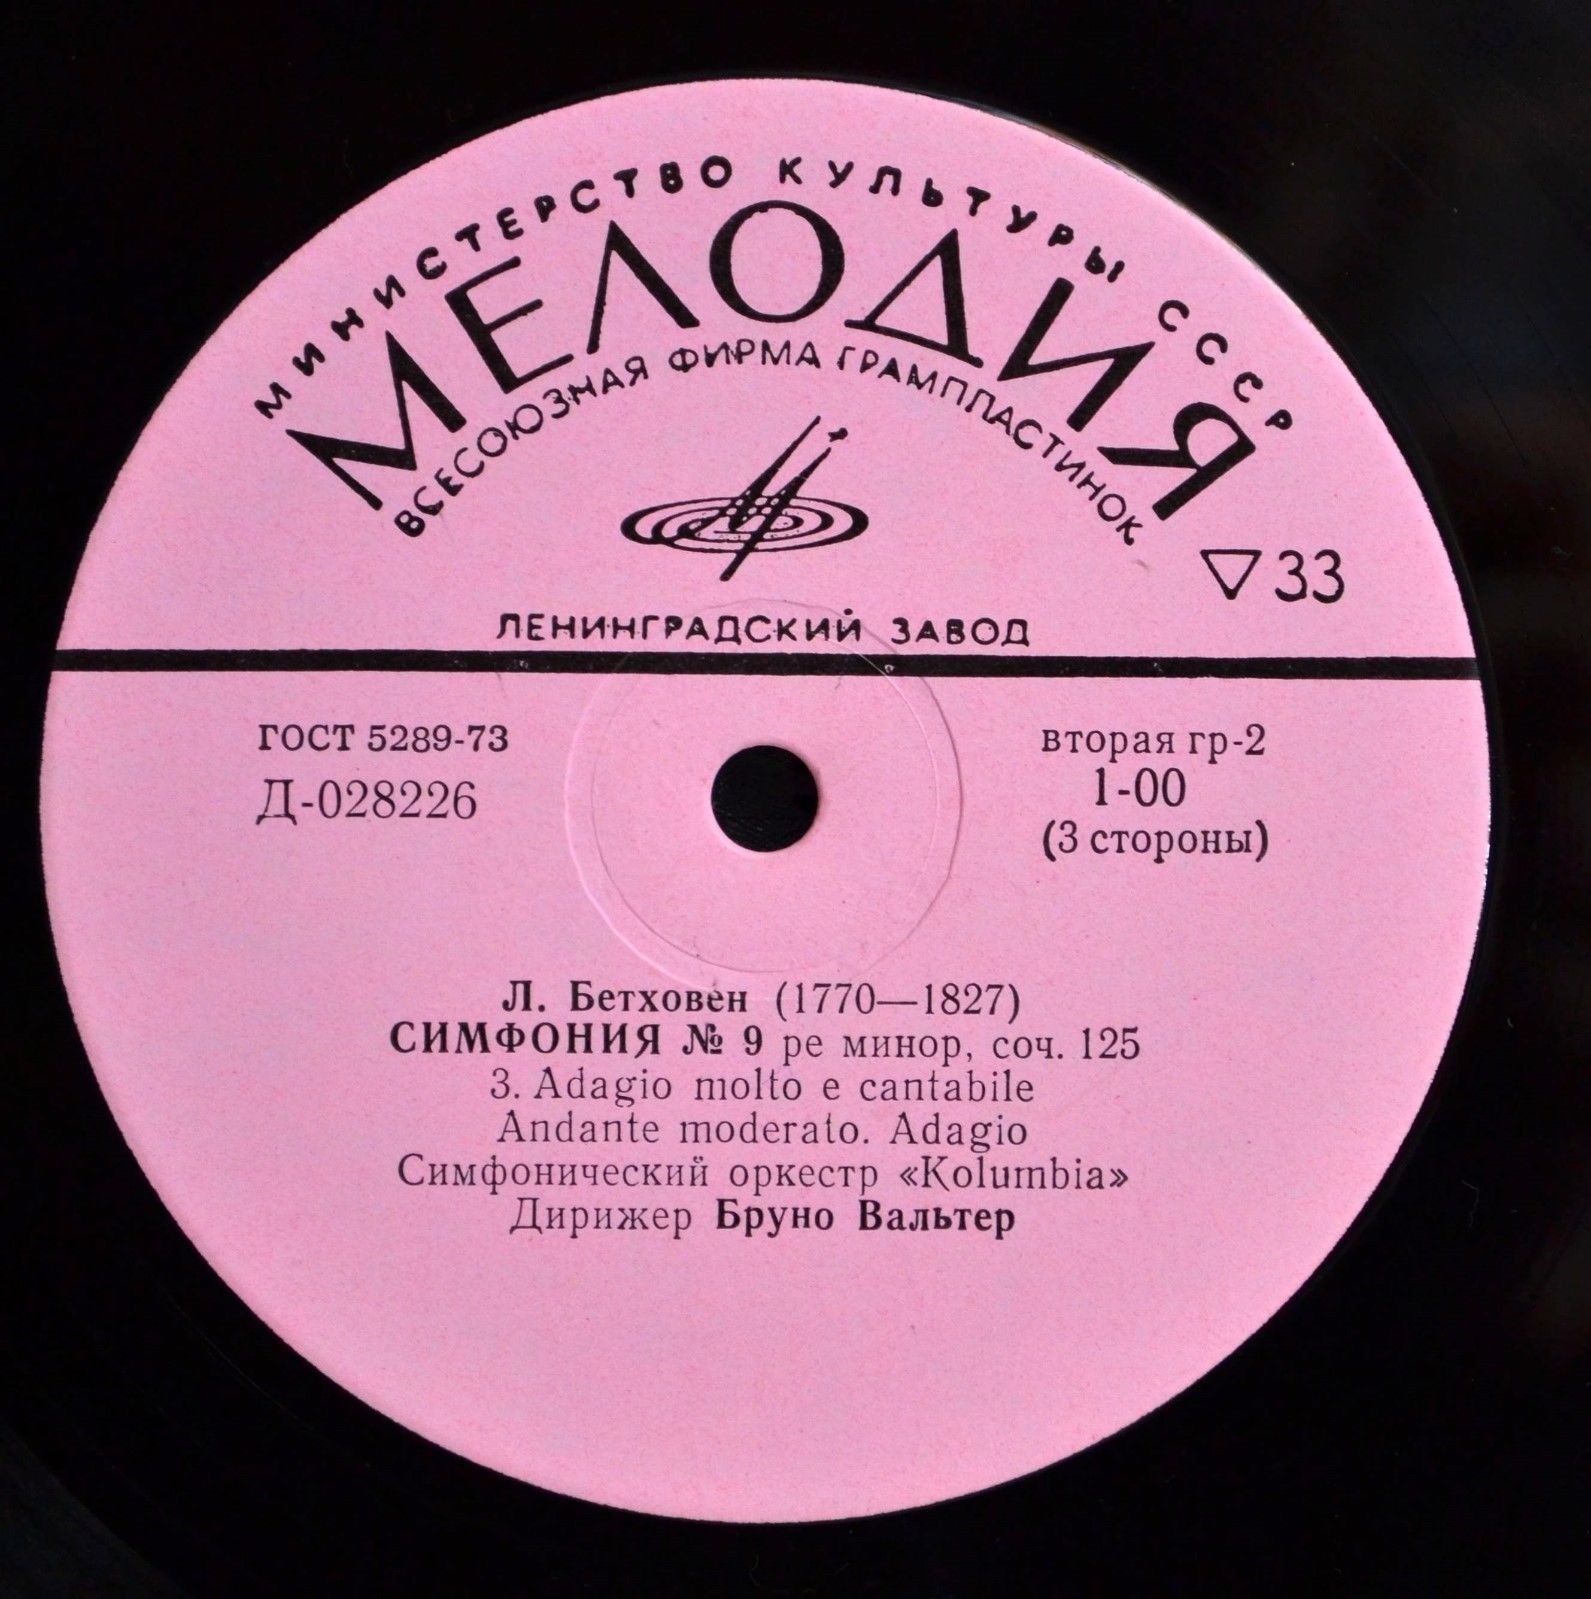 МИНИСТЕРСТВО КУЛЬТУРЫ СССР
МЕЛОДИЯ
ВСЕСОЮЗНАЯ ФИРМА ГРАМПЛАСТИНОК
33
ЛЕНИНГРАДСКИЙ ЗАВОД
ГОСТ 5289-73
Д-028226
вторая гр-2
1-00
(3 стороны)
Л. Бетховен (1770—1827)
СИМФОНИЯ № 9 ре минор, соч. 125
3. Adagio molto e cantabile
Andante moderato. Adagio
Симфонический оркестр «Kolumbia»
Дирижер Бруно Вальтер